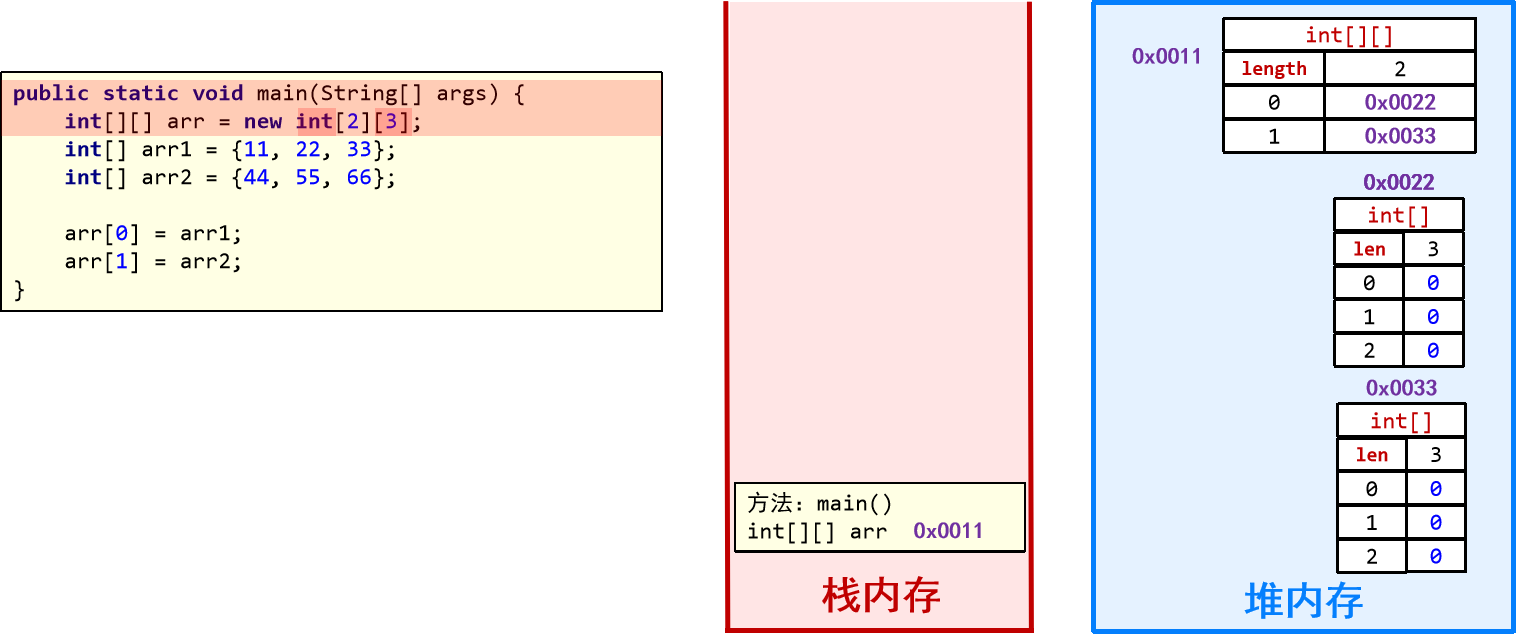 public static void main(String[] args) {
    int[][] arr = new int[2][3];
    int[] arr1 = {11, 22, 33};
    int[] arr2 = {44, 55, 66};

    arr[0] = arr1;
    arr[1] = arr2;
}
方法：main()
int[][] arr 0x0011
栈内存
0x0011
int[][]
length 2
0 0x0022
1 0x0033
0x0022
int[]
len 3
0 0
1 0
2 0
0x0033
int[]
len 3
0 0
1 0
2 0
堆内存